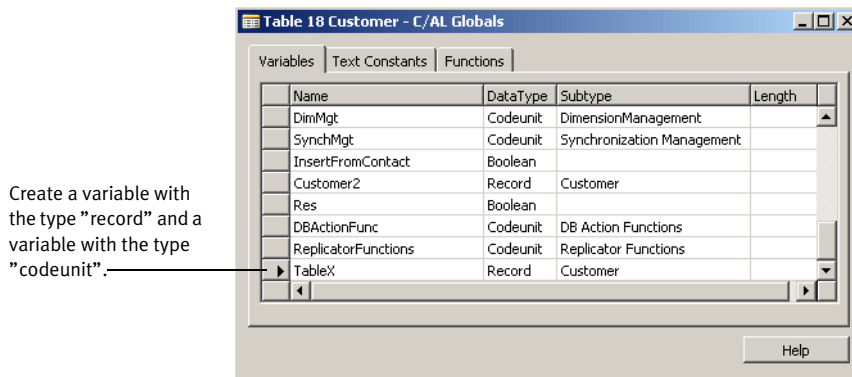 Table 18 Customer - C/AL Globals
Variables Text Constants Functions
Name DataType Subtype Length
DimMgt Codeunit DimensionManagement
SynchMgt Codeunit Synchronization Management
InsertFromContact Boolean
Customer2 Record Customer
Res Boolean
DBActionFunc Codeunit DB Action Functions
ReplicatorFunctions Codeunit Replicator Functions
TableX Record Customer
Help
Create a variable with
the type ”record” and a
variable with the type
”codeunit”.